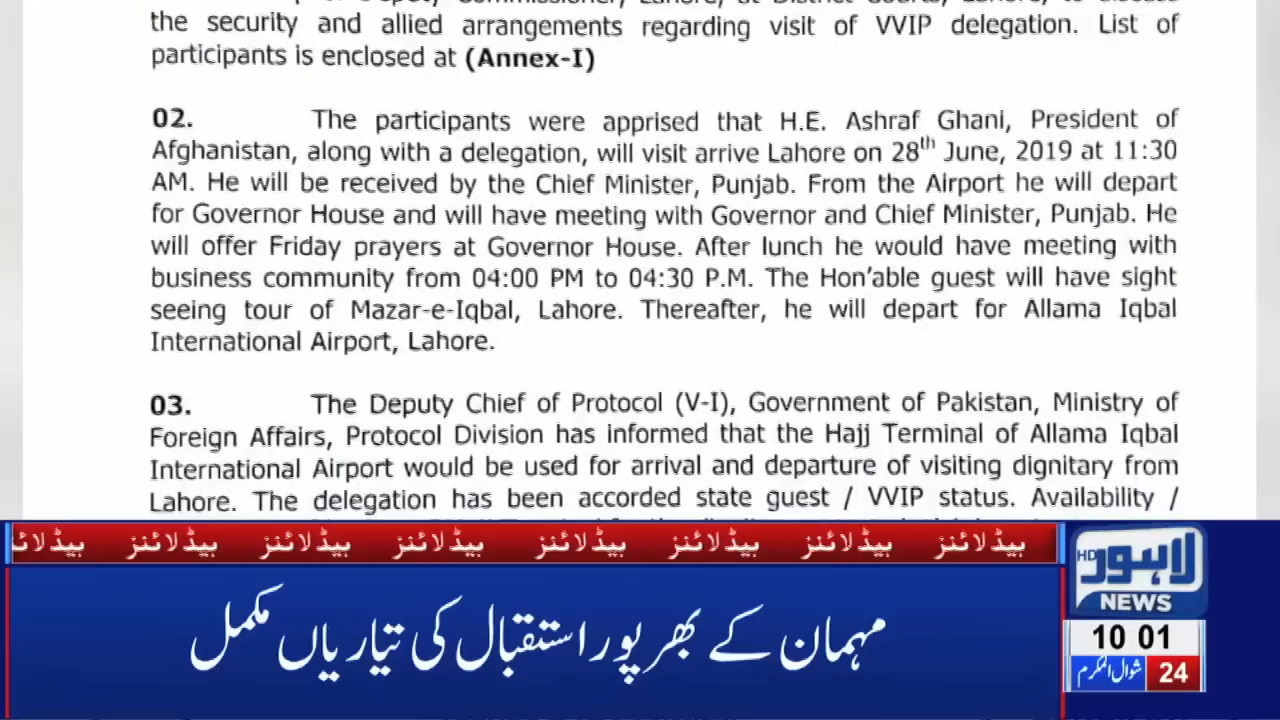 the security and allied arrangements regarding visit of VVIP delegation. List of
participants is enclosed at (Annex-I)
02. The participants were apprised that H.E. Ashraf Ghani, President of
Afghanistan, along with a delegation, will visit arrive Lahore on 28th June, 2019 at 11:30
AM. He will be received by the Chief Minister, Punjab. From the Airport he will depart
for Governor House and will have meeting with Governor and Chief Minister, Punjab. He
will offer Friday prayers at Governor House. After lunch he would have meeting with
business community from 04:00 PM to 04:30 P.M. The Hon'able guest will have sight
seeing tour of Mazar-e-Iqbal, Lahore. Thereafter, he will depart for Allama Iqbal
International Airport, Lahore.
03. The Deputy Chief of Protocol (V-I), Government of Pakistan, Ministry of
Foreign Affairs, Protocol Division has informed that the Hajj Terminal of Allama Iqbal
International Airport would be used for arrival and departure of visiting dignitary from
Lahore. The delegation has been accorded state guest / VVIP status. Availability /
ہیڈلائنز ہیڈلائنز ہیڈلائنز ہیڈلائنز ہیڈلائنز ہیڈلائنز ہیڈلائنز ہیڈلائنز
مہمان کے بھرپور استقبال کی تیاریاں مکمل
لاہور HD
NEWS
10 01
24 شوال المکرم